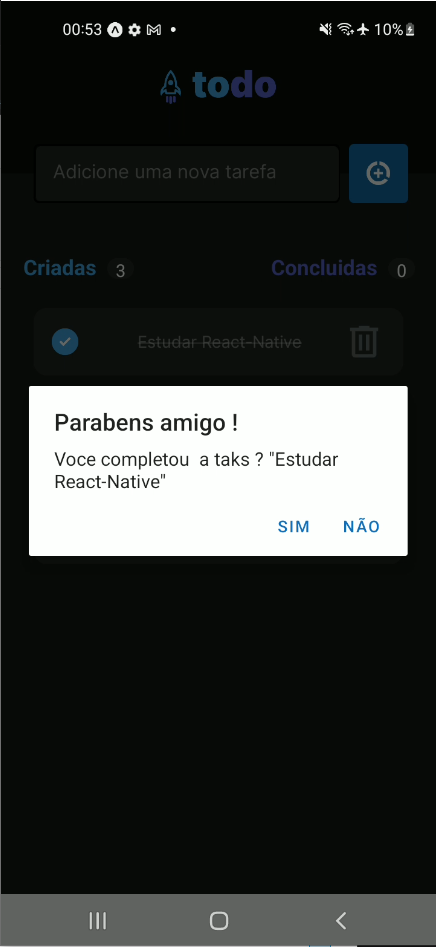 00:53 10%
todo
Adicione uma nova tarefa
Criadas 3 Concluidas 0
Estudar React-Native
Parabens amigo !
Voce completou  a taks ? "Estudar
React-Native"
SIM NÃO